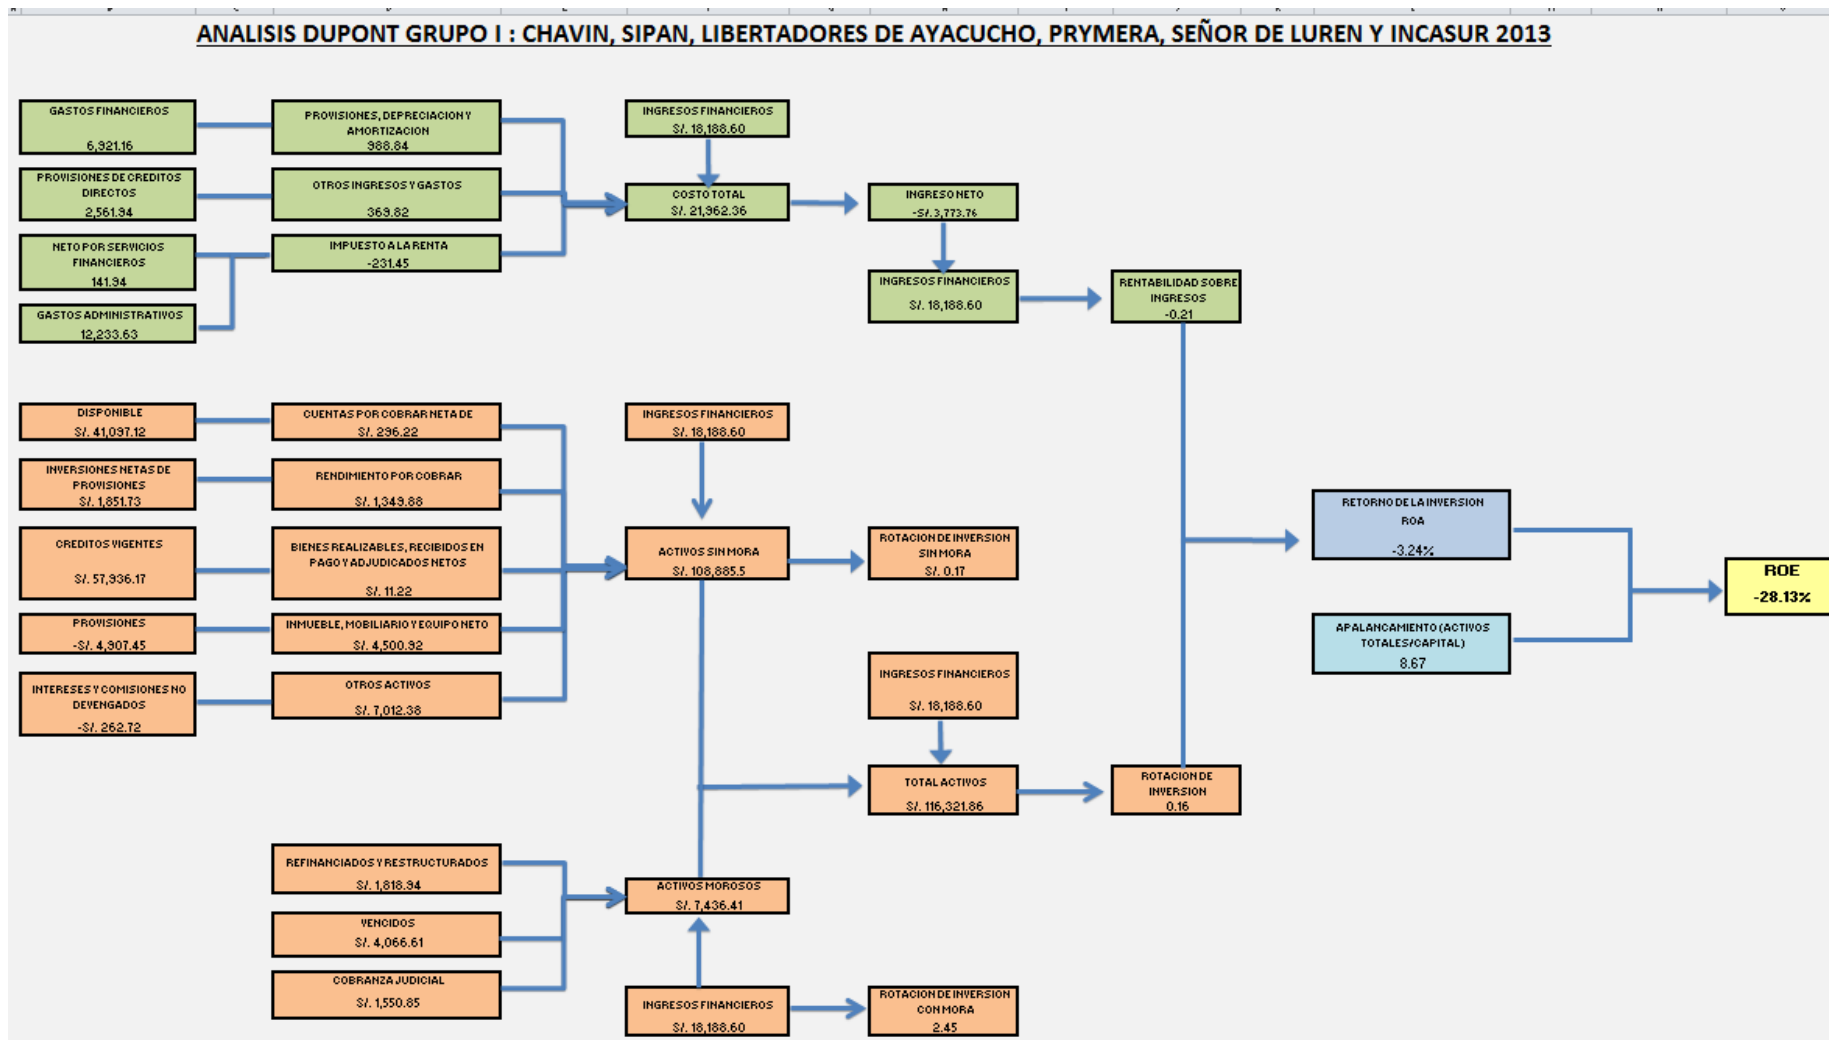 ANALISIS DUPONT GRUPO I : CHAVIN, SIPAN, LIBERTADORES DE AYACUCHO, PRYMERA, SEÑOR DE LUREN Y INCASUR 2013
GASTOS FINANCIEROS
6,921.16
PROVISIONES, DEPRECIACION Y
AMORTIZACION
988.84
INGRESOS FINANCIEROS
S/. 18,188.60
PROVISIONES DE CREDITOS
DIRECTOS
2,561.94
OTROS INGRESOS Y GASTOS
369.82
COSTO TOTAL
S/. 21,962.36
INGRESO NETO
-S/. 3,773.76
NETO POR SERVICIOS
FINANCIEROS
141.94
IMPUESTO A LA RENTA
-231.45
INGRESOS FINANCIEROS
S/. 18,188.60
RENTABILIDAD SOBRE
INGRESOS
-0.21
GASTOS ADMINISTRATIVOS
12,233.63
DISPONIBLE
S/. 41,097.12
CUENTAS POR COBRAR NETA DE
S/. 296.22
INGRESOS FINANCIEROS
S/. 18,188.60
INVERSIONES NETAS DE
PROVISIONES
S/. 1,851.73
RENDIMIENTO POR COBRAR
S/. 1,349.88
CREDITOS VIGENTES
S/. 57,936.17
BIENES REALIZABLES, RECIBIDOS EN
PAGO Y ADJUDICADOS NETOS
S/. 11.22
ACTIVOS SIN MORA
S/. 108,885.5
ROTACION DE INVERSION
SIN MORA
S/. 0.17
RETORNO DE LA INVERSION
ROA
-3.24%
ROE
-28.13%
PROVISIONES
-S/. 4,907.45
INMUEBLE, MOBILIARIO Y EQUIPO NETO
S/. 4,500.92
APALANCAMIENTO (ACTIVOS
TOTALES/CAPITAL)
8.67
INTERESES Y COMISIONES NO
DEVENGADOS
-S/. 262.72
OTROS ACTIVOS
S/. 7,012.38
INGRESOS FINANCIEROS
S/. 18,188.60
TOTAL ACTIVOS
S/. 116,321.86
ROTACION DE
INVERSION
0.16
REFINANCIADOS Y RESTRUCTURADOS
S/. 1,818.94
ACTIVOS MOROSOS
S/. 7,436.41
VENCIDOS
S/. 4,066.61
COBRANZA JUDICIAL
S/. 1,550.85
INGRESOS FINANCIEROS
S/. 18,188.60
ROTACION DE INVERSION
CON MORA
2.45